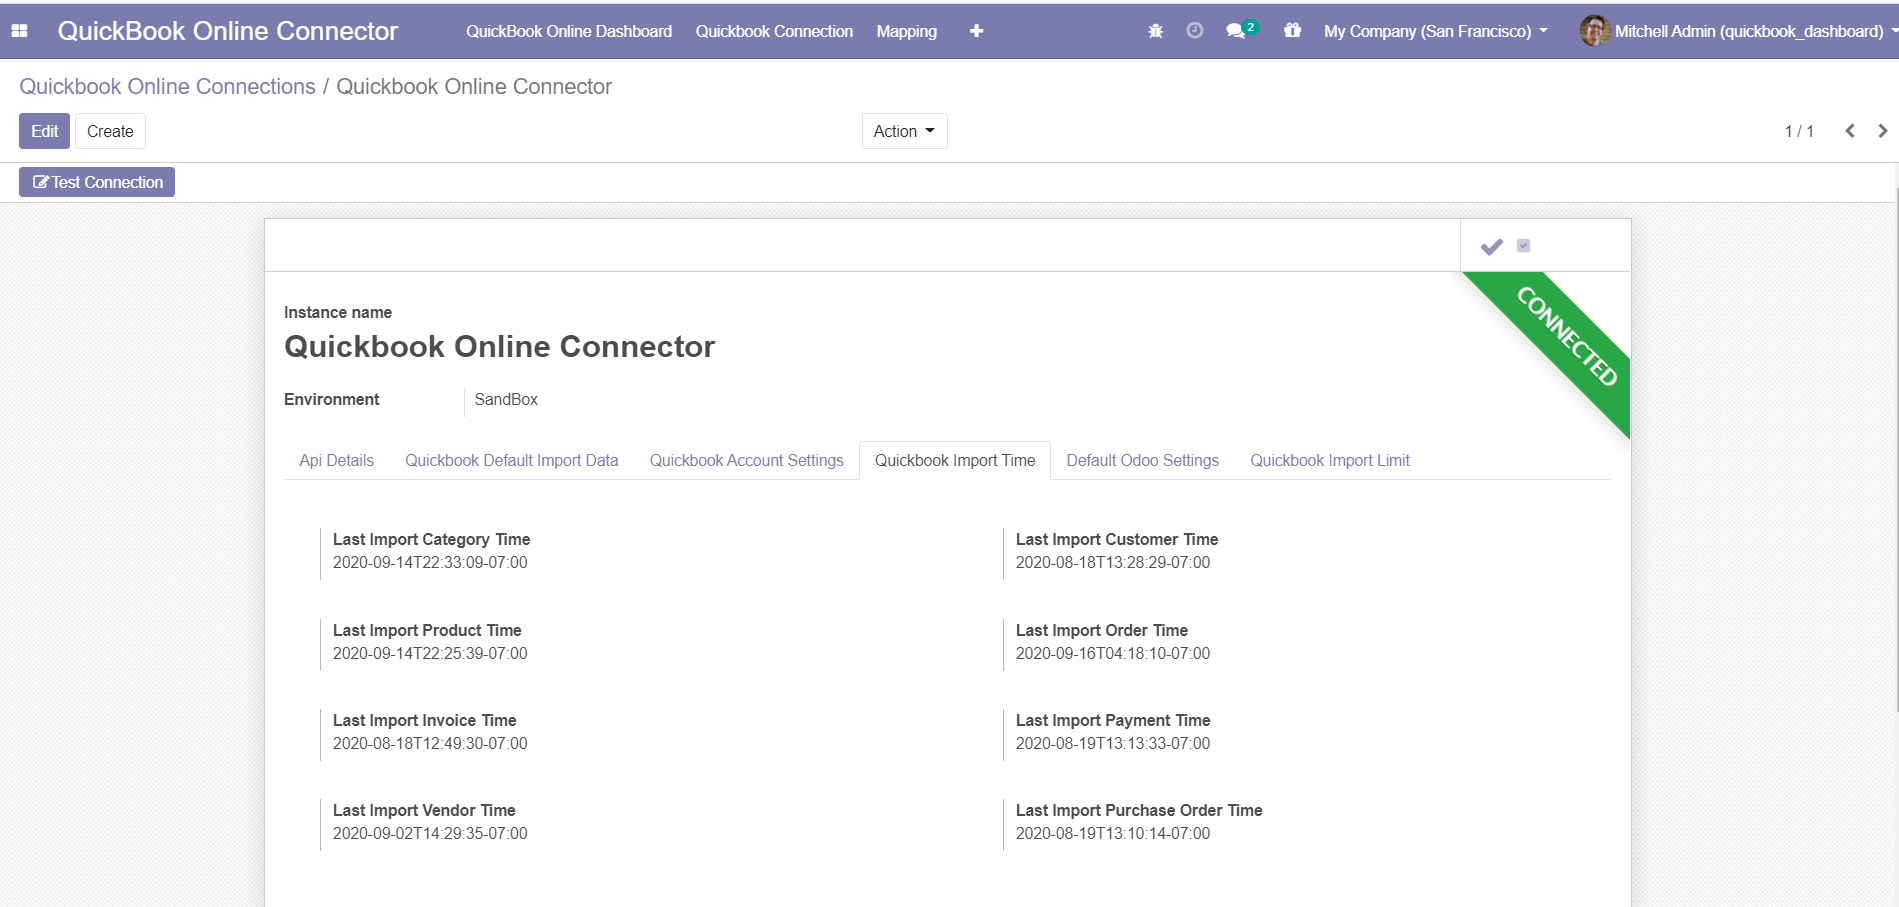 QuickBook Online Connector QuickBook Online Dashboard Quickbook Connection Mapping 2 My Company (San Francisco) Mitchell Admin (quickbook_dashboard)
Quickbook Online Connections / Quickbook Online Connector
Edit Create Action 1 / 1
Test Connection
CONNECTED
Instance name
Quickbook Online Connector
Environment SandBox
Api Details Quickbook Default Import Data Quickbook Account Settings Quickbook Import Time Default Odoo Settings Quickbook Import Limit
Last Import Category Time Last Import Customer Time
2020-09-14T22:33:09-07:00 2020-08-18T13:28:29-07:00
Last Import Product Time Last Import Order Time
2020-09-14T22:25:39-07:00 2020-09-16T04:18:10-07:00
Last Import Invoice Time Last Import Payment Time
2020-08-18T12:49:30-07:00 2020-08-19T13:13:33-07:00
Last Import Vendor Time Last Import Purchase Order Time
2020-09-02T14:29:35-07:00 2020-08-19T13:10:14-07:00